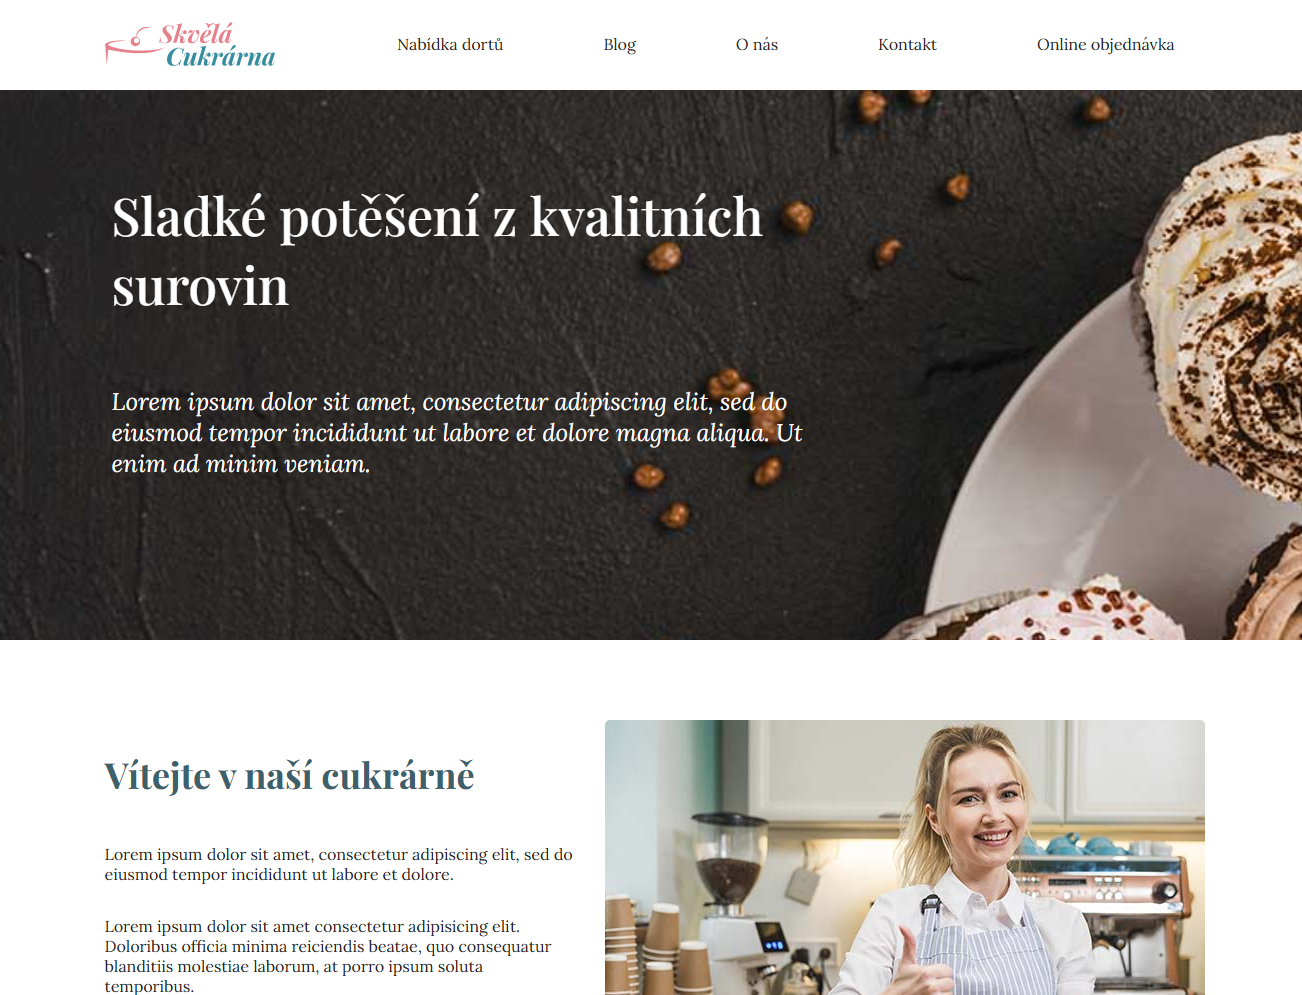 Skvělá
Cukrárna
Nabídka dortů
Blog
O nás
Kontakt
Online objednávka
Sladké potěšení z kvalitních
surovin
Lorem ipsum dolor sit amet, consectetur adipiscing elit, sed do
eiusmod tempor incididunt ut labore et dolore magna aliqua. Ut
enim ad minim veniam.
Vítejte v naší cukrárně
Lorem ipsum dolor sit amet, consectetur adipiscing elit, sed do
eiusmod tempor incididunt ut labore et dolore.
Lorem ipsum dolor sit amet consectetur adipisicing elit.
Doloribus officia minima reiciendis beatae, quo consequatur
blanditiis molestiae laborum, at porro ipsum soluta
temporibus.